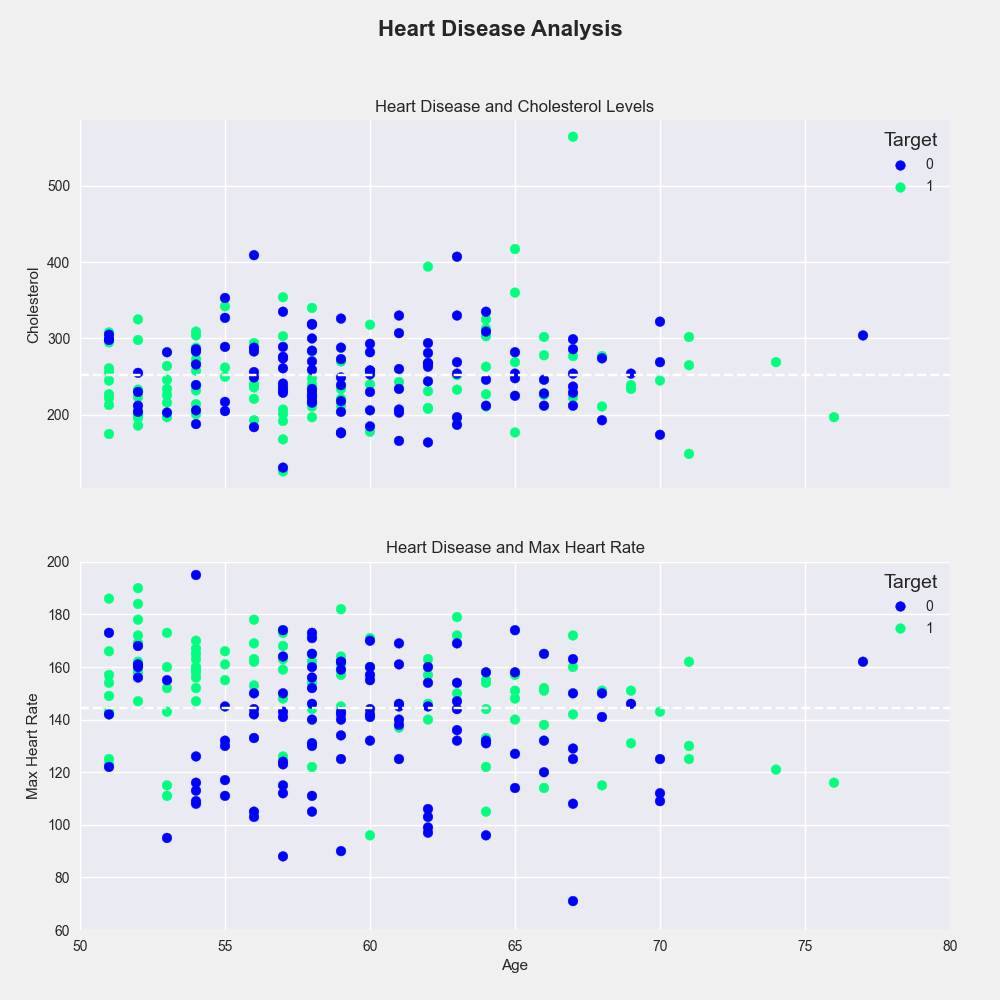 Heart Disease Analysis
Heart Disease and Cholesterol Levels
Target
0
1
500
400
300
200
Cholesterol
Heart Disease and Max Heart Rate
Target
0
1
200
180
160
140
120
100
80
60
Max Heart Rate
50 55 60 65 70 75 80
Age